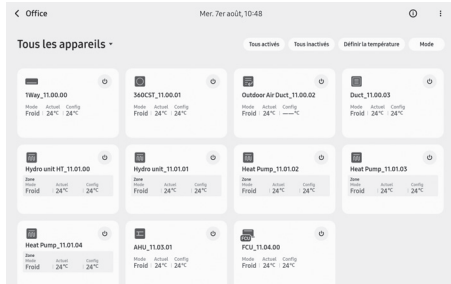 Office
Mer. 7er août, 10:48
Tous les appareils
Tous activés
Tous inactivés
Définir la température
Mode
1Way_11.00.00
Mode Actuel Config
Froid 24°C 24°C
360CST_11.00.01
Mode Actuel Config
Froid 24°C 24°C
Outdoor Air Duct_11.00.02
Mode Actuel Config
Froid 24°C ——°C
Duct_11.00.03
Mode Actuel Config
Froid 24°C 24°C
Hydro unit HT_11.01.00
Zone
Mode Actuel Config
Froid 24°C 24°C
Hydro unit_11.01.01
Zone
Mode Actuel Config
Froid 24°C 24°C
Heat Pump_11.01.02
Zone
Mode Actuel Config
Froid 24°C 24°C
Heat Pump_11.01.03
Zone
Mode Actuel Config
Froid 24°C 24°C
Heat Pump_11.01.04
Zone
Mode Actuel Config
Froid 24°C 24°C
AHU_11.03.01
Mode Actuel Config
Froid 24°C 24°C
FCU
FCU_11.04.00
Mode Actuel Config
Froid 24°C 24°C